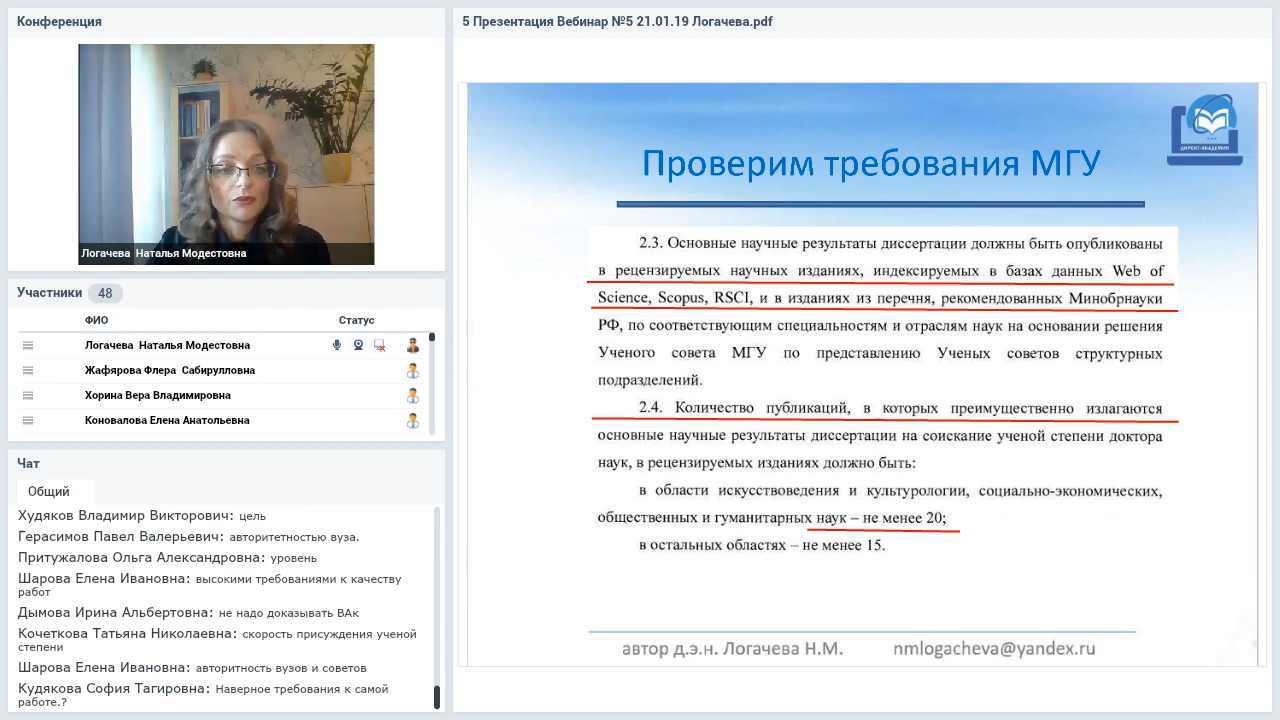 Конференция
Логачева Наталья Модестовна
Участники 48
ФИО Статус
Логачева Наталья Модестовна
Жафярова Флера Сабирулловна
Хорина Вера Владимировна
Коновалова Елена Анатольевна
Чат
Общий
Худяков Владимир Викторович: цель
Герасимов Павел Валерьевич: авторитетностью вуза.
Притужалова Ольга Александровна: уровень
Шарова Елена Ивановна: высокими требованиями к качеству
работ
Дымова Ирина Альбертовна: не надо доказывать ВАк
Кочеткова Татьяна Николаевна: скорость присуждения ученой
степени
Шарова Елена Ивановна: авторитность вузов и советов
Кудякова София Тагировна: Наверное требования к самой
работе.?
5 Презентация Вебинар №5 21.01.19 Логачева.pdf
ДИРЕКТ-АКАДЕМИЯ
Проверим требования МГУ
2.3. Основные научные результаты диссертации должны быть опубликованы
в рецензируемых научных изданиях, индексируемых в базах данных Web of
Science, Scopus, RSCI, и в изданиях из перечня, рекомендованных Минобрнауки
РФ, по соответствующим специальностям и отраслям наук на основании решения
Ученого совета МГУ по представлению Ученых советов структурных
подразделений.
2.4. Количество публикаций, в которых преимущественно излагаются
основные научные результаты диссертации на соискание ученой степени доктора
наук, в рецензируемых изданиях должно быть:
в области искусствоведения и культурологии, социально-экономических,
общественных и гуманитарных наук – не менее 20;
в остальных областях – не менее 15.
автор д.э.н. Логачева Н.М. nmlogacheva@yandex.ru